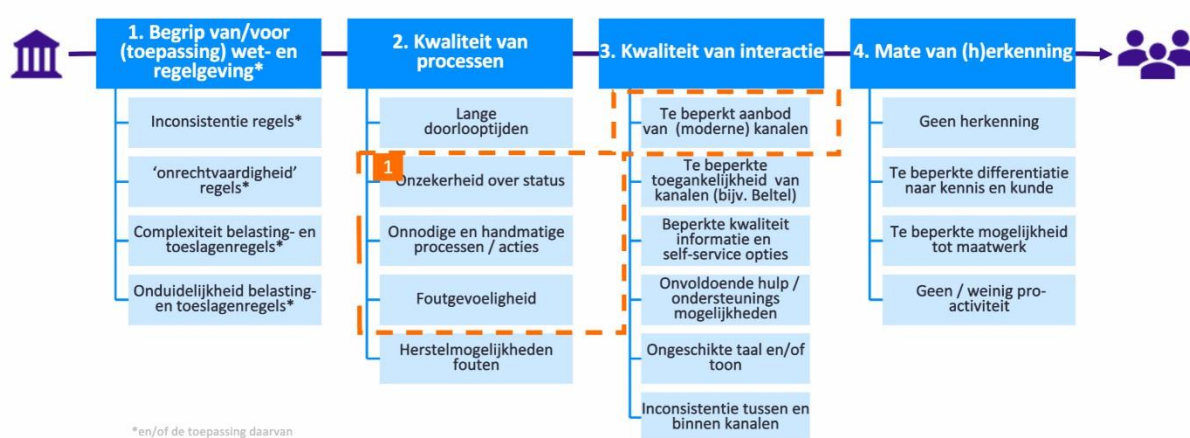 1. Begrip van/voor
(toepassing) wet- en
regelgeving*
Inconsistentie regels*
‘onrechtvaardigheid’
regels*
Complexiteit belasting- en
toeslagenregels*
Onduidelijkheid belasting-
en toeslagenregels*
*en/of de toepassing daarvan
2. Kwaliteit van
processen
Lange
doorlooptijden
1
Onzekerheid over status
Onnodige en handmatige
processen / acties
Foutgevoeligheid
Herstelmogelijkheden
fouten
3. Kwaliteit van interactie
Te beperkt aanbod
van (moderne) kanalen
Te beperkte
toegankelijkheid van
kanalen (bijv. Beltel)
Beperkte kwaliteit
informatie en
self-service opties
Onvoldoende hulp /
ondersteunings
mogelijkheden
Ongeschikte taal en/of
toon
Inconsistentie tussen en
binnen kanalen
4. Mate van (h)erkenning
Geen herkenning
Te beperkte differentiatie
naar kennis en kunde
Te beperkte mogelijkheid
tot maatwerk
Geen / weinig pro-
activiteit